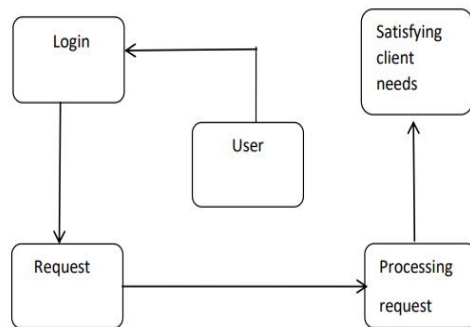 Login
Satisfying
client
needs
User
Request
Processing
request